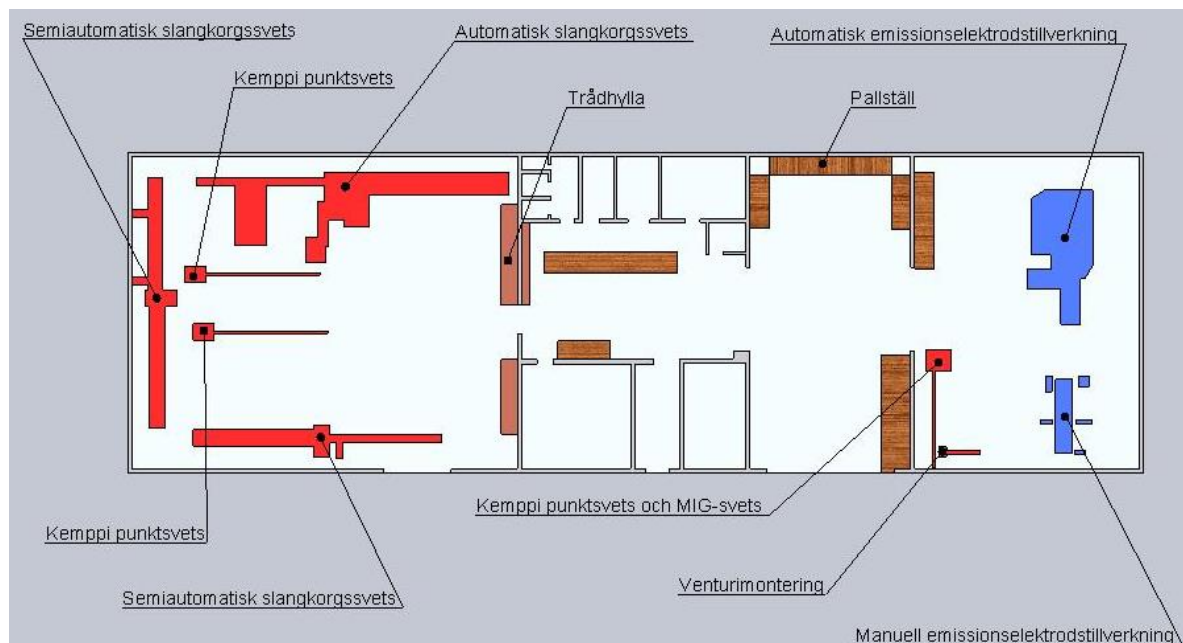 Semiautomatisk slangkorgssvets
Automatisk slangkorgssvets
Automatisk emissionselektrodstillverkning
Kemppi punktsvets
Trådhylla
Pallställ
Kemppi punktsvets och MIG-svets
Kemppi punktsvets
Venturimontering
Semiautomatisk slangkorgssvets
Manuell emissionselektrodstillverkning